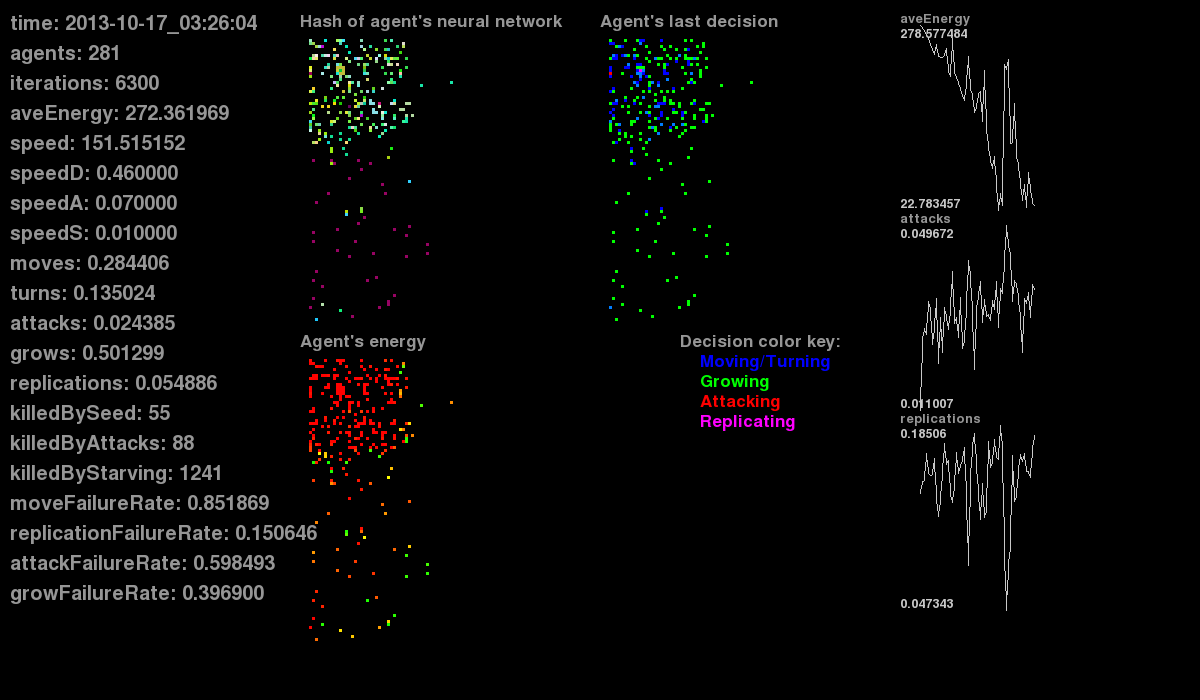 time: 2013-10-17_03:26:04
agents: 281
iterations: 6300
aveEnergy: 272.361969
speed: 151.515152
speedD: 0.460000
speedA: 0.070000
speedS: 0.010000
moves: 0.284406
turns: 0.135024
attacks: 0.024385
grows: 0.501299
replications: 0.054886
killedBySeed: 55
killedByAttacks: 88
killedByStarving: 1241
moveFailureRate: 0.851869
replicationFailureRate: 0.150646
attackFailureRate: 0.598493
growFailureRate: 0.396900
Hash of agent's neural network
Agent's last decision
Agent's energy
Decision color key:
Moving/Turning
Growing
Attacking
Replicating
aveEnergy
278.577484
22.783457
attacks
0.049672
0.011007
replications
0.18506
0.047343